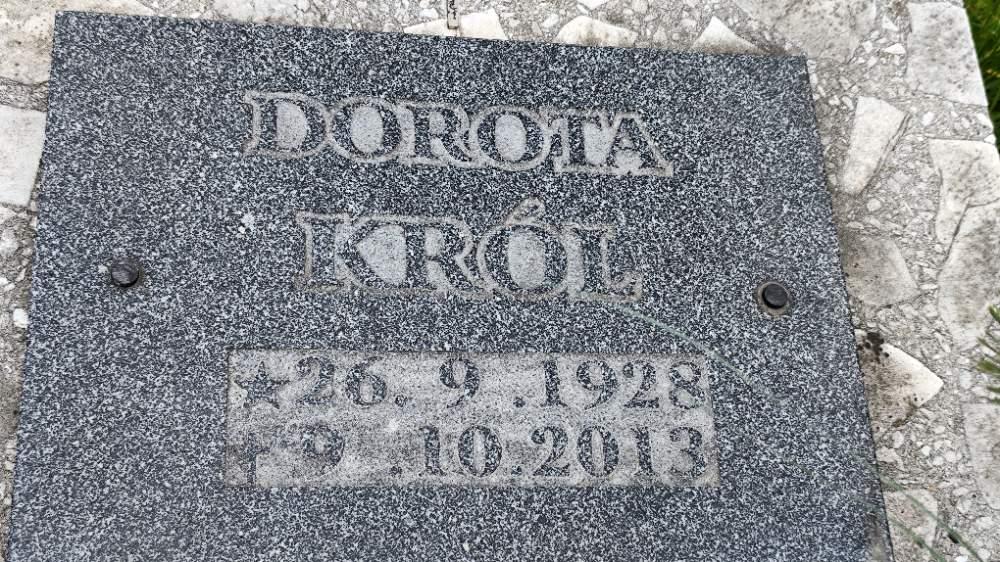 DOROTA
KRÓL
★26. 9 .1928
†9 .10.2013